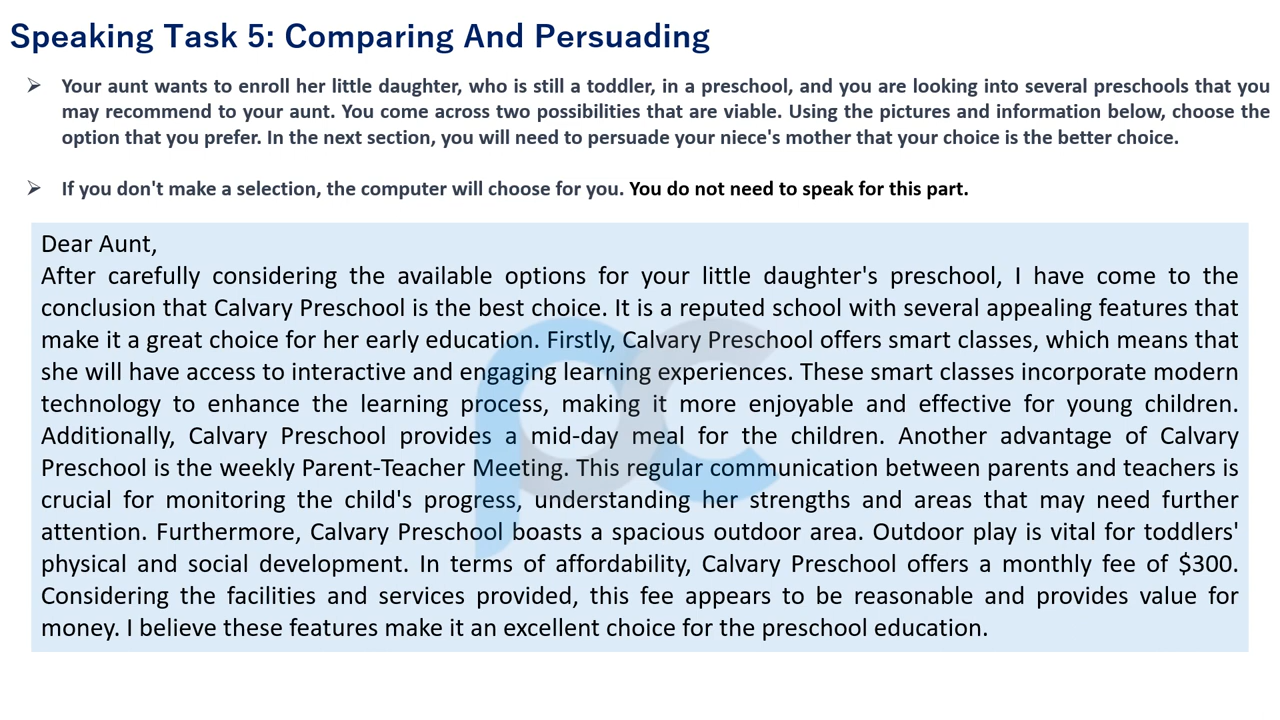 Speaking Task 5: Comparing And Persuading
➢ Your aunt wants to enroll her little daughter, who is still a toddler, in a preschool, and you are looking into several preschools that you
may recommend to your aunt. You come across two possibilities that are viable. Using the pictures and information below, choose the
option that you prefer. In the next section, you will need to persuade your niece's mother that your choice is the better choice.
➢ If you don't make a selection, the computer will choose for you. You do not need to speak for this part.
Dear Aunt,
After carefully considering the available options for your little daughter's preschool, I have come to the
conclusion that Calvary Preschool is the best choice. It is a reputed school with several appealing features that
make it a great choice for her early education. Firstly, Calvary Preschool offers smart classes, which means that
she will have access to interactive and engaging learning experiences. These smart classes incorporate modern
technology to enhance the learning process, making it more enjoyable and effective for young children.
Additionally, Calvary Preschool provides a mid-day meal for the children. Another advantage of Calvary
Preschool is the weekly Parent-Teacher Meeting. This regular communication between parents and teachers is
crucial for monitoring the child's progress, understanding her strengths and areas that may need further
attention. Furthermore, Calvary Preschool boasts a spacious outdoor area. Outdoor play is vital for toddlers'
physical and social development. In terms of affordability, Calvary Preschool offers a monthly fee of $300.
Considering the facilities and services provided, this fee appears to be reasonable and provides value for
money. I believe these features make it an excellent choice for the preschool education.
pc